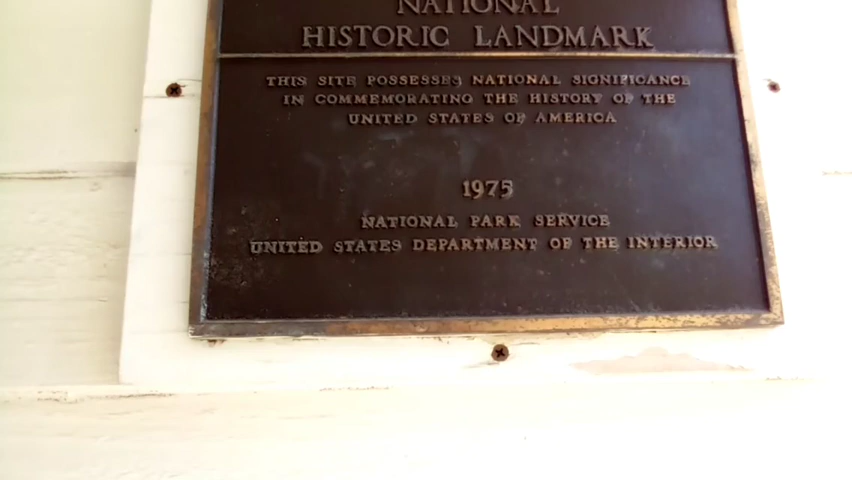 NATIONAL
HISTORIC LANDMARK
THIS SITE POSSESSES NATIONAL SIGNIFICANCE
IN COMMEMORATING THE HISTORY OF THE
UNITED STATES OF AMERICA
1975
NATIONAL PARK SERVICE
UNITED STATES DEPARTMENT OF THE INTERIOR